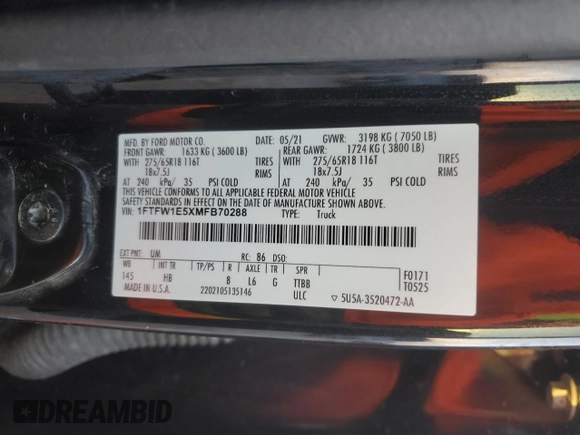 MFD. BY FORD MOTOR CO. DATE: 05/21 GVWR: 3198 KG ( 7050 LB)
FRONT GAWR: 1633 KG ( 3600 LB) REAR GAWR: 1724 KG ( 3800 LB)
WITH 275/65R18 116T TIRES WITH 275/65R18 116T TIRES
18x7.5J RIMS 18x7.5J RIMS
AT 240 kPa/ 35 PSI COLD AT 240 kPa/ 35 PSI COLD
THIS VEHICLE CONFORMS TO ALL APPLICABLE FEDERAL MOTOR VEHICLE
SAFETY STANDARDS IN EFFECT ON THE DATE OF MANUFACTURE SHOWN ABOVE.
VIN: 1FTFW1E5XMFB70288 TYPE: Truck
EXT PNT: UM RC: 86 DSO:
WB INT TR TP/PS R AXLE TR SPR F0171
145 HB 8 L6 G TTBB T0525
MADE IN U.S.A. 2202105135146 ULC ▽ 5U5A-3520472-AA
DREAMBID